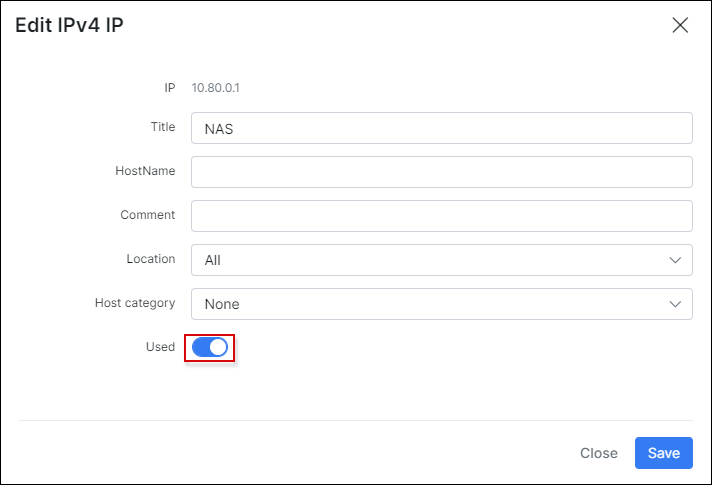 Edit IPv4 IP
IP 10.80.0.1
Title NAS
HostName
Comment
Location All
Host category None
Used
Close Save